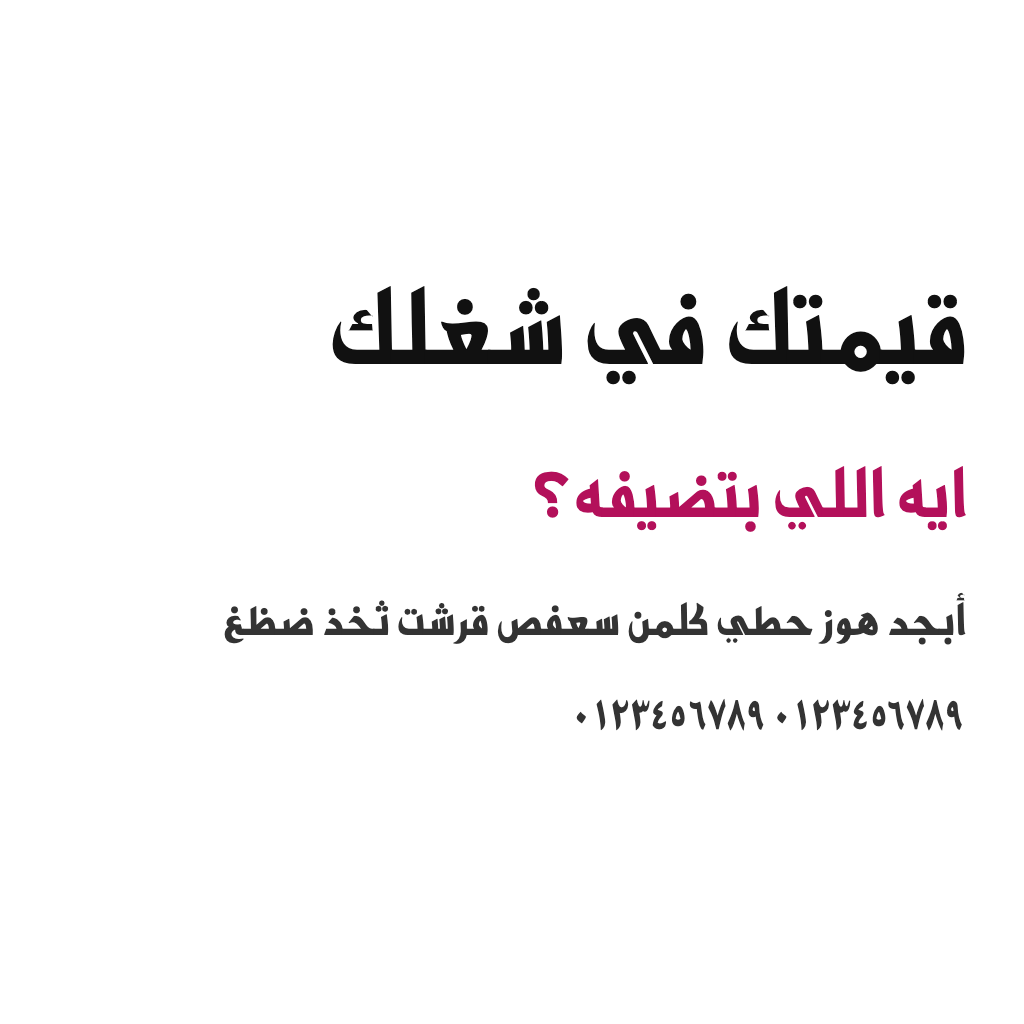 قيمتك في شغلك
ايه اللي بتضيفه؟
أبجد هوز حطي كلمن سعفص قرشت ثخذ ضظغ
٠١٢٣٤٥٦٧٨٩ ٠١٢٣٤٥٦٧٨٩